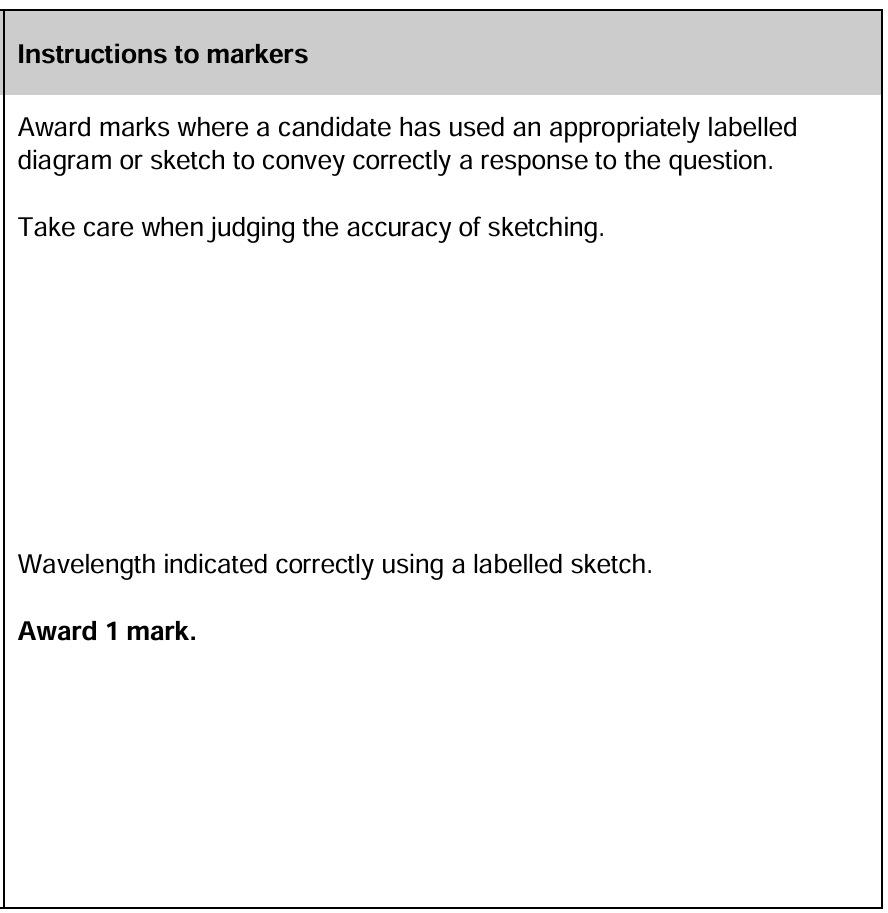 Instructions to markers
Award marks where a candidate has used an appropriately labelled
diagram or sketch to convey correctly a response to the question.
Take care when judging the accuracy of sketching.
Wavelength indicated correctly using a labelled sketch.
Award 1 mark.